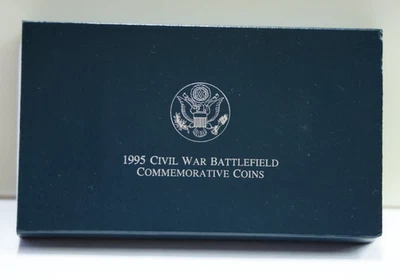 1995 CIVIL WAR BATTLEFIELD
COMMEMORATIVE COINS